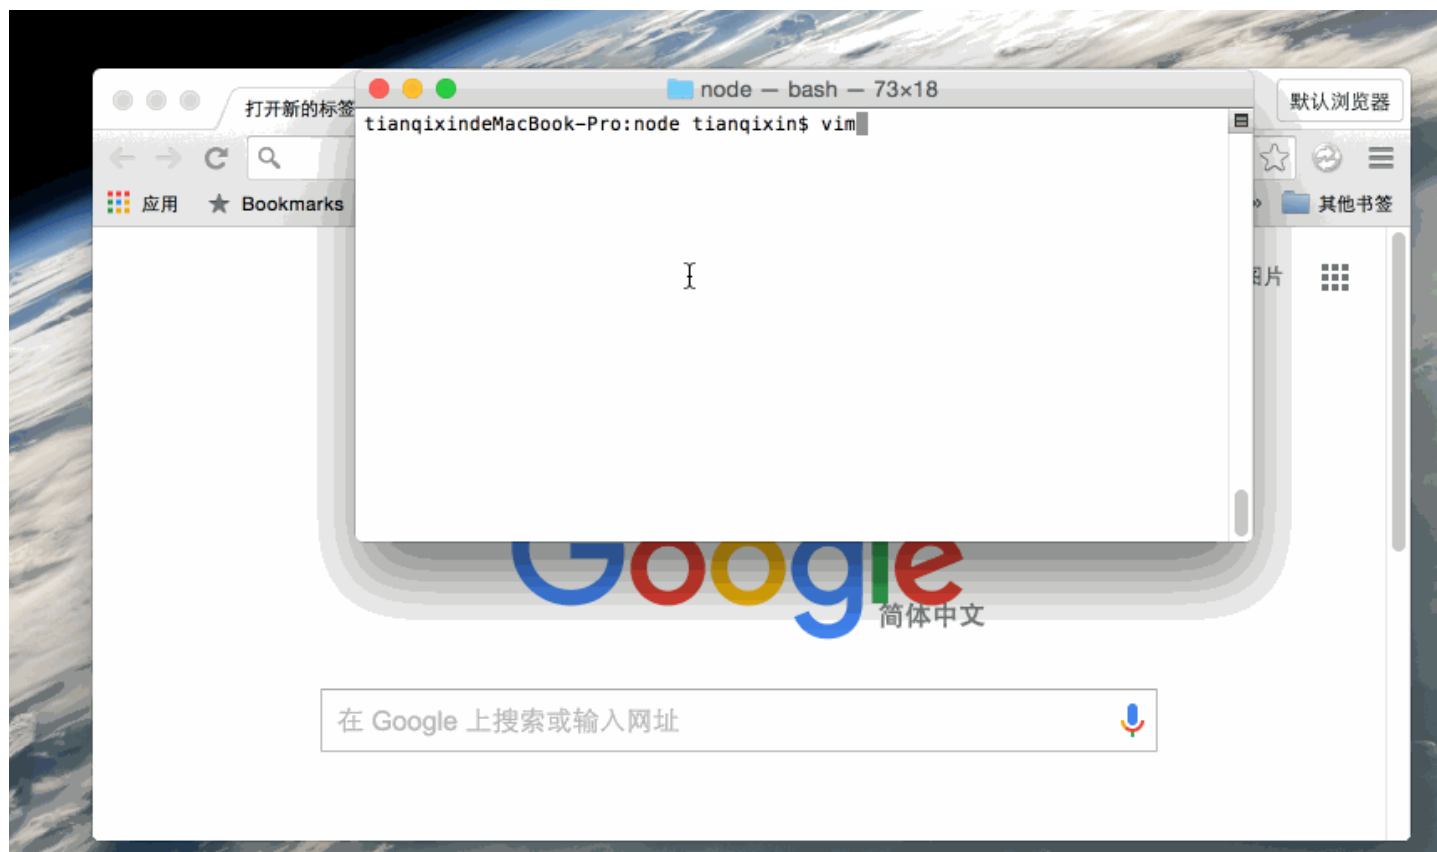 node — bash — 73×18
默认浏览器
打开新的标签
tianqixindeMacBook-Pro:node tianqixin$ vim
应用
Bookmarks
»
其他书签
图片
Google
简体中文
在 Google 上搜索或输入网址